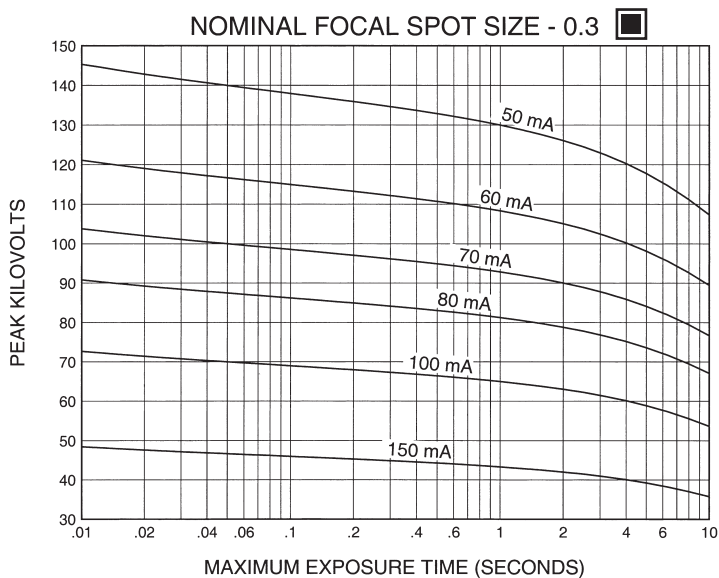 NOMINAL FOCAL SPOT SIZE - 0.3
150
140
130
120
110
100
90
80
70
60
50
40
30
PEAK KILOVOLTS
50 mA
60 mA
70 mA
80 mA
100 mA
150 mA
.01 .02 .04 .06 .1 .2 .4 .6 1 2 4 6 10
MAXIMUM EXPOSURE TIME (SECONDS)